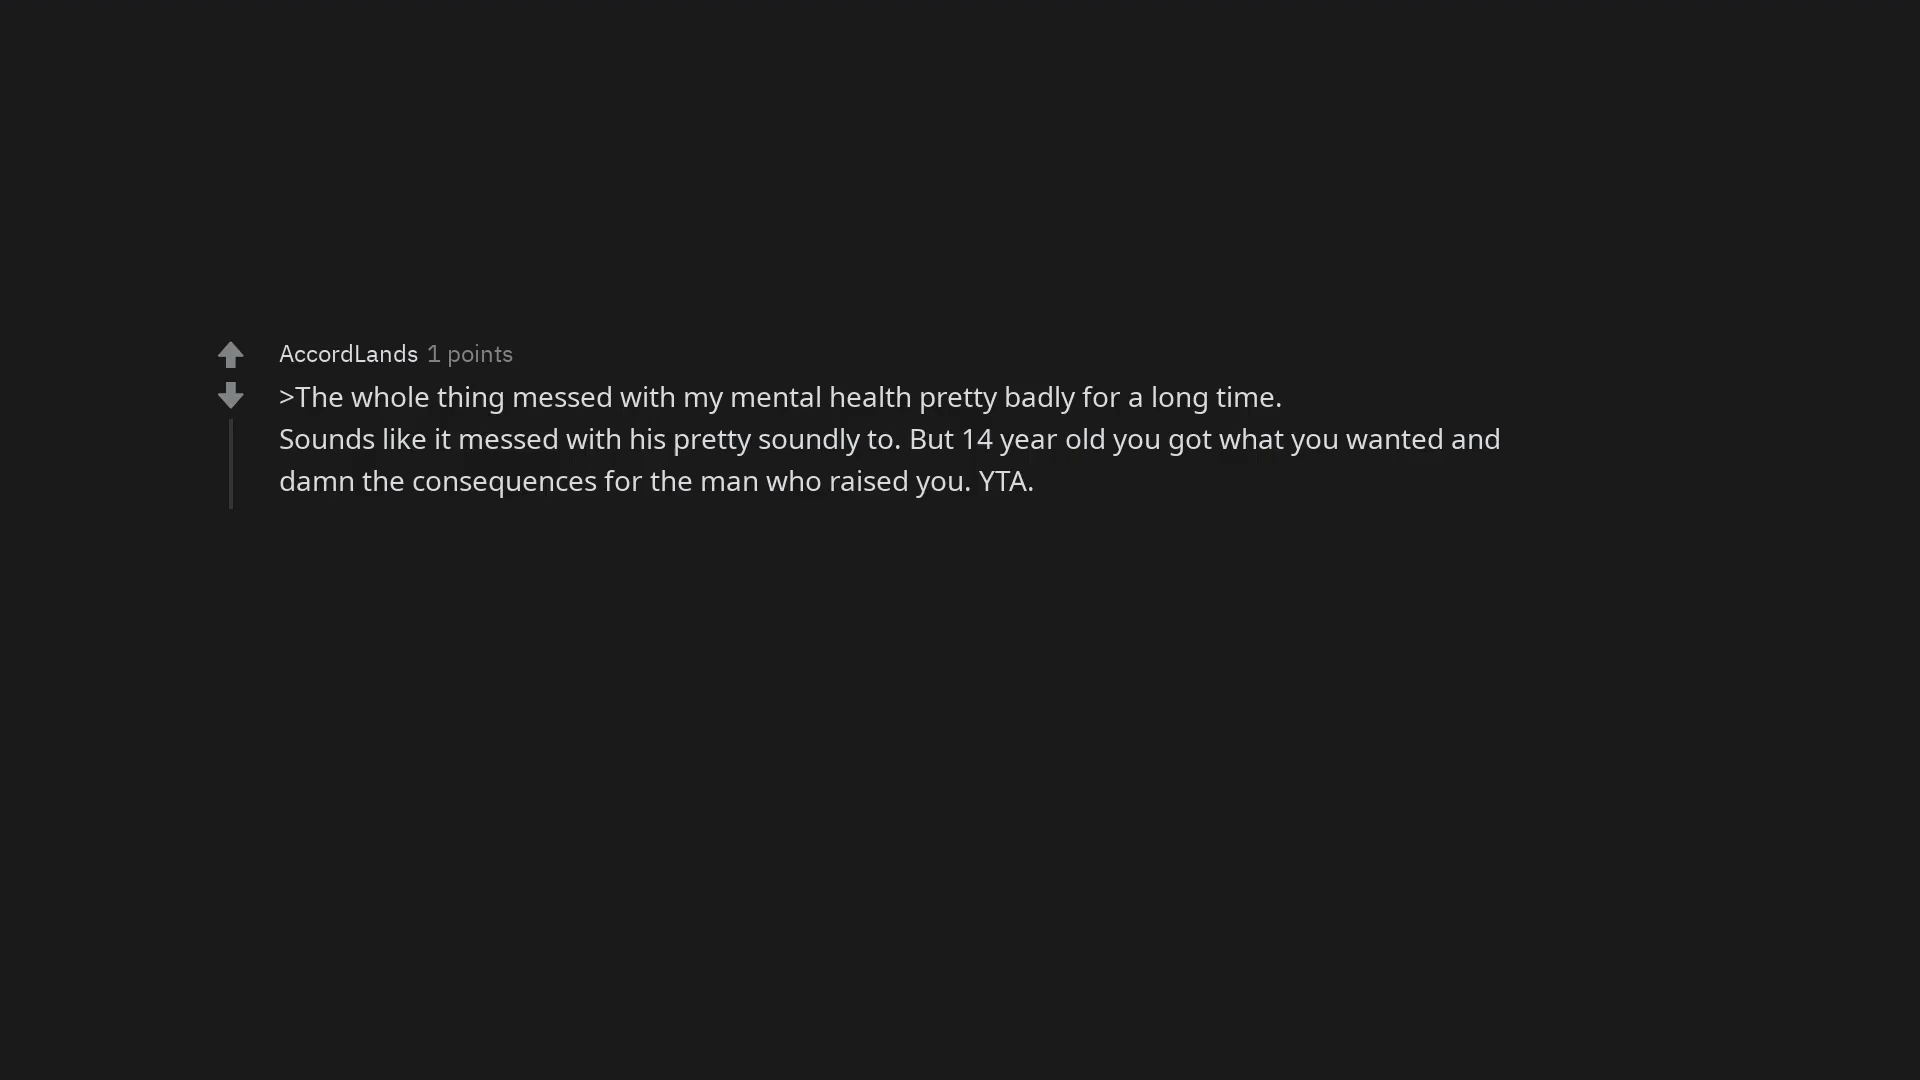 AccordLands 1 points
>The whole thing messed with my mental health pretty badly for a long time.
Sounds like it messed with his pretty soundly to. But 14 year old you got what you wanted and
damn the consequences for the man who raised you. YTA.